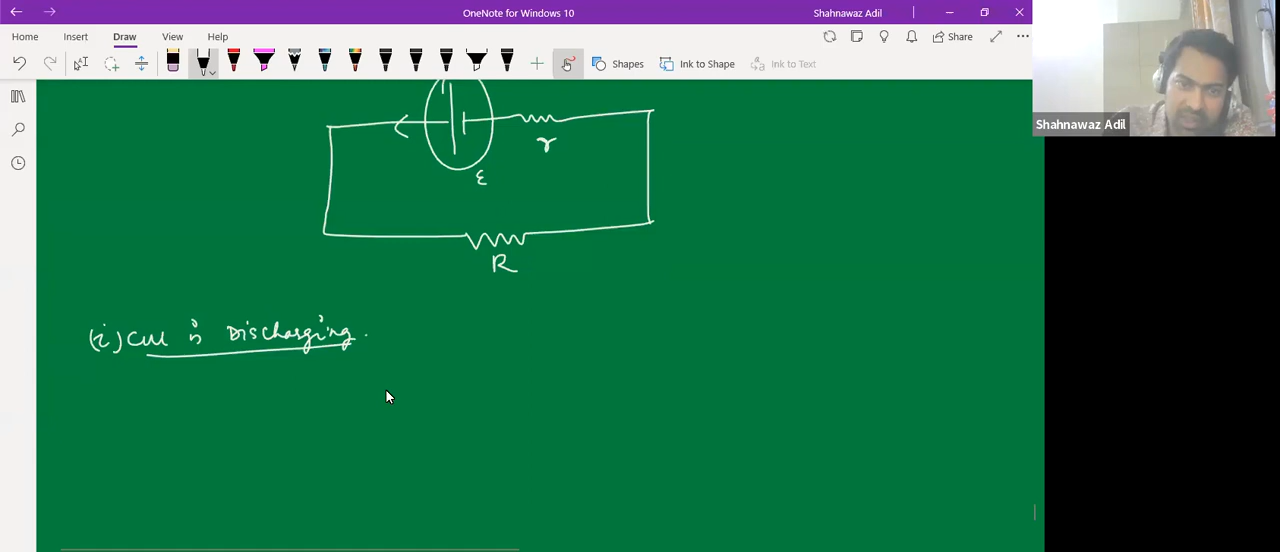 OneNote for Windows 10
Shahnawaz Adil
Home Insert Draw View Help
Shapes Ink to Shape Ink to Text Share
Shahnawaz Adil
r
ε
R
(i) Cell is Discharging.